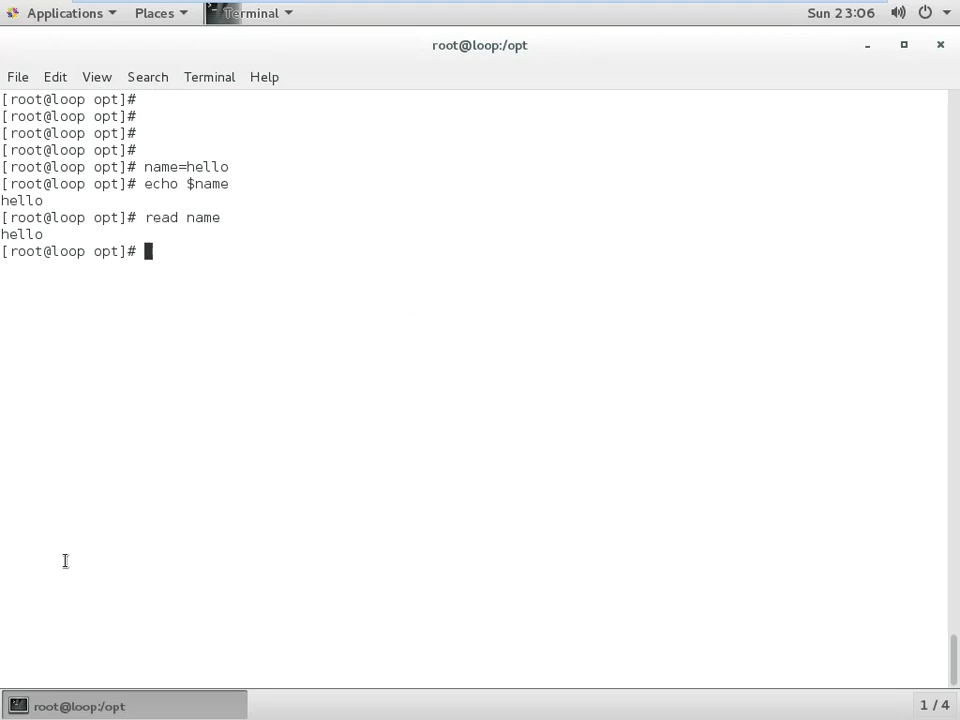 Applications Places Terminal Sun 23:06
root@loop:/opt
File Edit View Search Terminal Help
[root@loop opt]#
[root@loop opt]#
[root@loop opt]#
[root@loop opt]#
[root@loop opt]# name=hello
[root@loop opt]# echo $name
hello
[root@loop opt]# read name
hello
[root@loop opt]#
root@loop:/opt 1 / 4